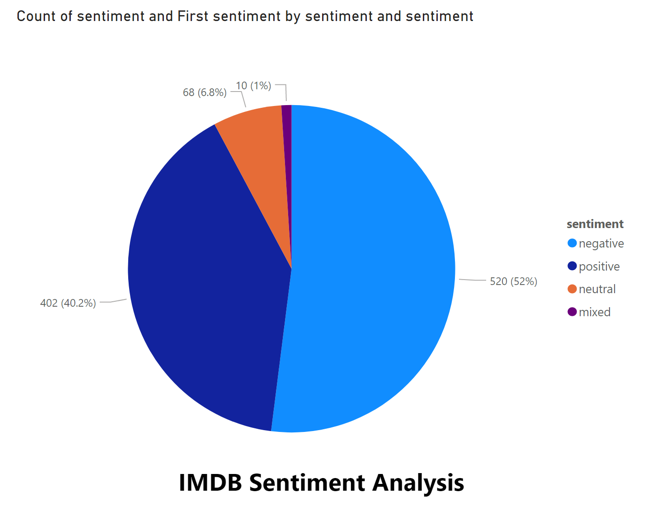 Count of sentiment and First sentiment by sentiment and sentiment
10 (1%)
68 (6.8%)
sentiment
negative
positive
neutral
mixed
520 (52%)
402 (40.2%)
IMDB Sentiment Analysis